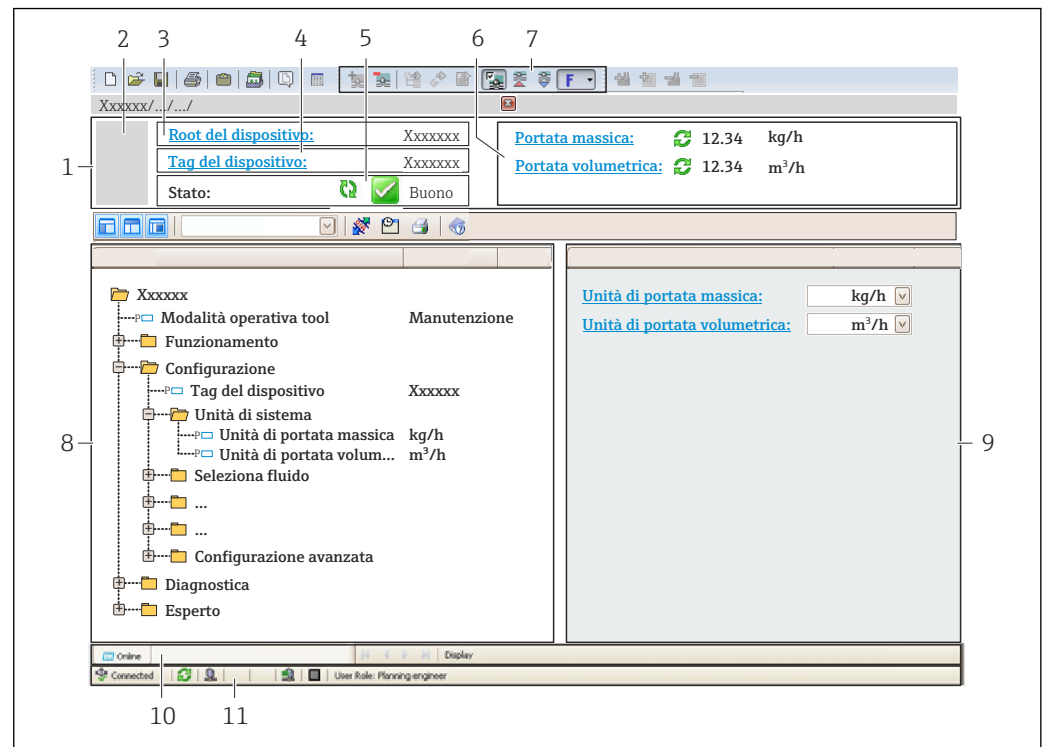 2 3 4 5 6 7
F
Xxxxxx/.../.../
1
Root del dispositivo: Xxxxxxx
Tag del dispositivo: Xxxxxxx
Stato: Buono
Portata massica: 12.34 kg/h
Portata volumetrica: 12.34 m³/h
Xxxxxx
Modalità operativa tool Manutenzione
Funzionamento
Configurazione
Tag del dispositivo Xxxxxx
Unità di sistema
Unità di portata massica kg/h
Unità di portata volum... m³/h
Seleziona fluido
...
...
Configurazione avanzata
Diagnostica
Esperto
8
Unità di portata massica: kg/h
Unità di portata volumetrica: m³/h
9
Online Display
Connected User Role: Planning engineer
10 11